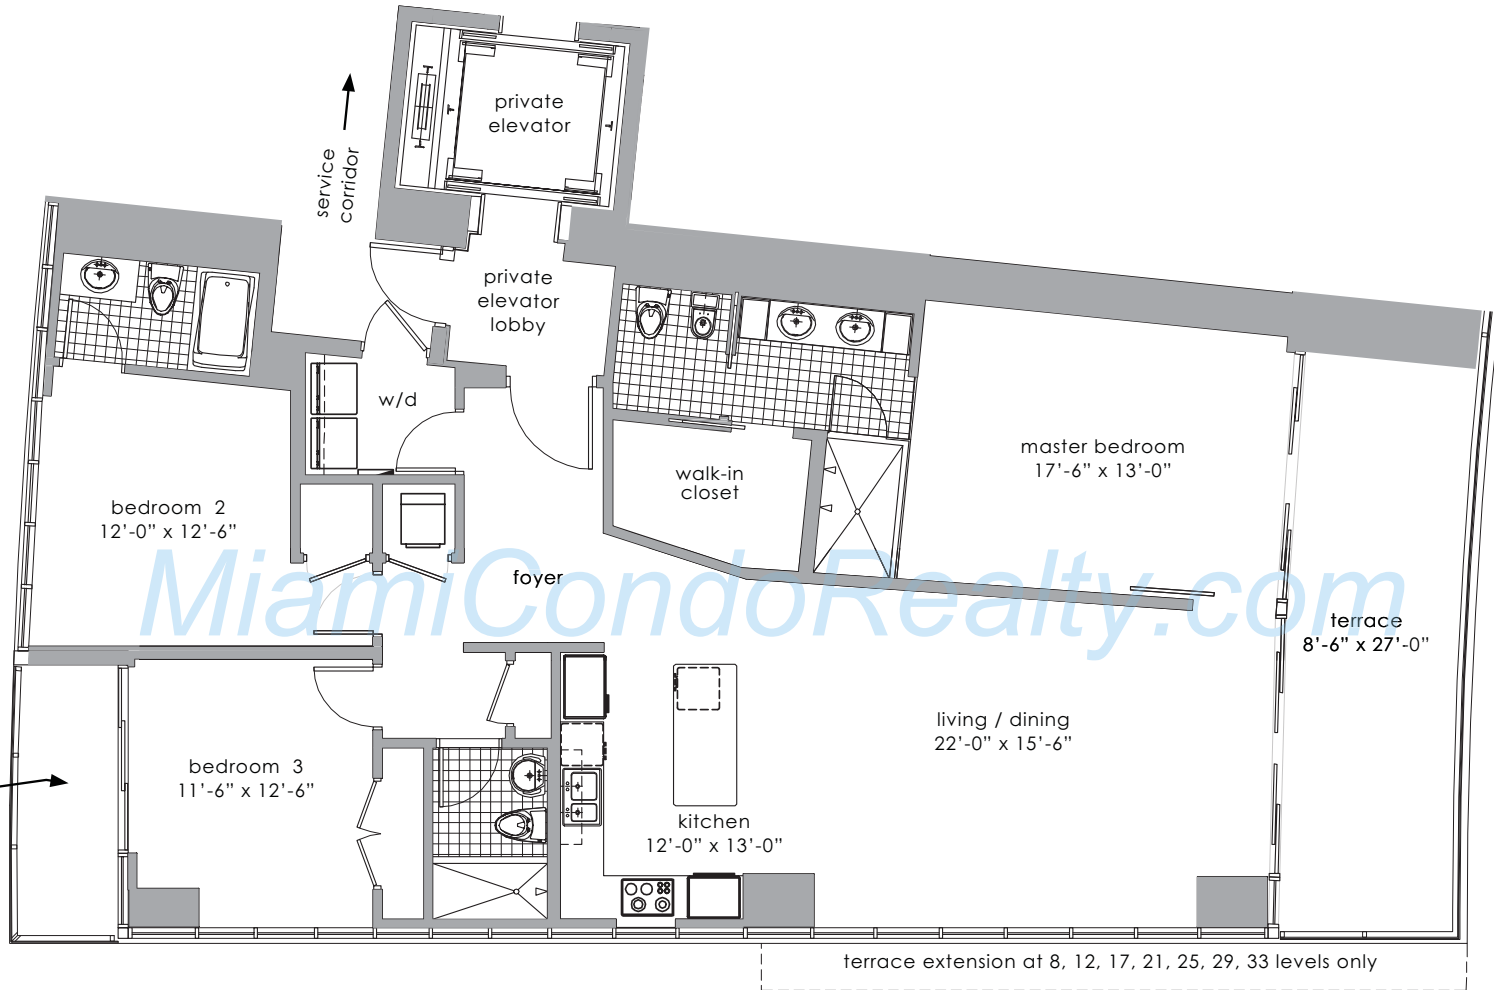 private
elevator
service
corridor
private
elevator
lobby
w/d
master bedroom
17'-6" x 13'-0"
walk-in
closet
bedroom 2
12'-0" x 12'-6"
foyer
MiamiCondoRealty.com
terrace
8'-6" x 27'-0"
living / dining
22'-0" x 15'-6"
bedroom 3
11'-6" x 12'-6"
kitchen
12'-0" x 13'-0"
terrace extension at 8, 12, 17, 21, 25, 29, 33 levels only